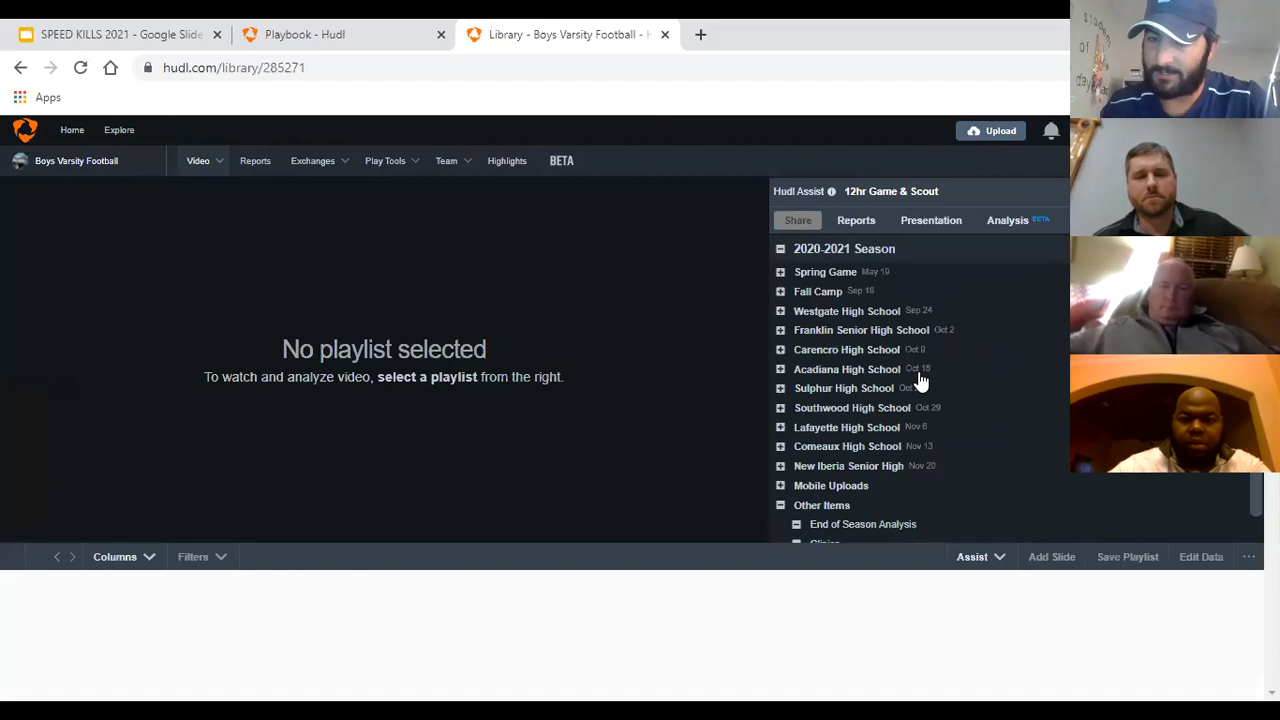 SPEED KILLS 2021 - Google Slide
Playbook - Hudl
Library - Boys Varsity Football - H
hudl.com/library/285271
Apps
Home
Explore
Upload
Boys Varsity Football
Video
Reports
Exchanges
Play Tools
Team
Highlights
BETA
Hudl Assist
12hr Game & Scout
Share
Reports
Presentation
Analysis BETA
2020-2021 Season
Spring Game May 19
Fall Camp Sep 18
Westgate High School Sep 24
Franklin Senior High School Oct 2
Carencro High School Oct 9
Acadiana High School Oct 16
Sulphur High School Oct
Southwood High School Oct 29
Lafayette High School Nov 6
Comeaux High School Nov 13
New Iberia Senior High Nov 20
Mobile Uploads
Other Items
End of Season Analysis
No playlist selected
To watch and analyze video, select a playlist from the right.
Columns
Filters
Assist
Add Slide
Save Playlist
Edit Data